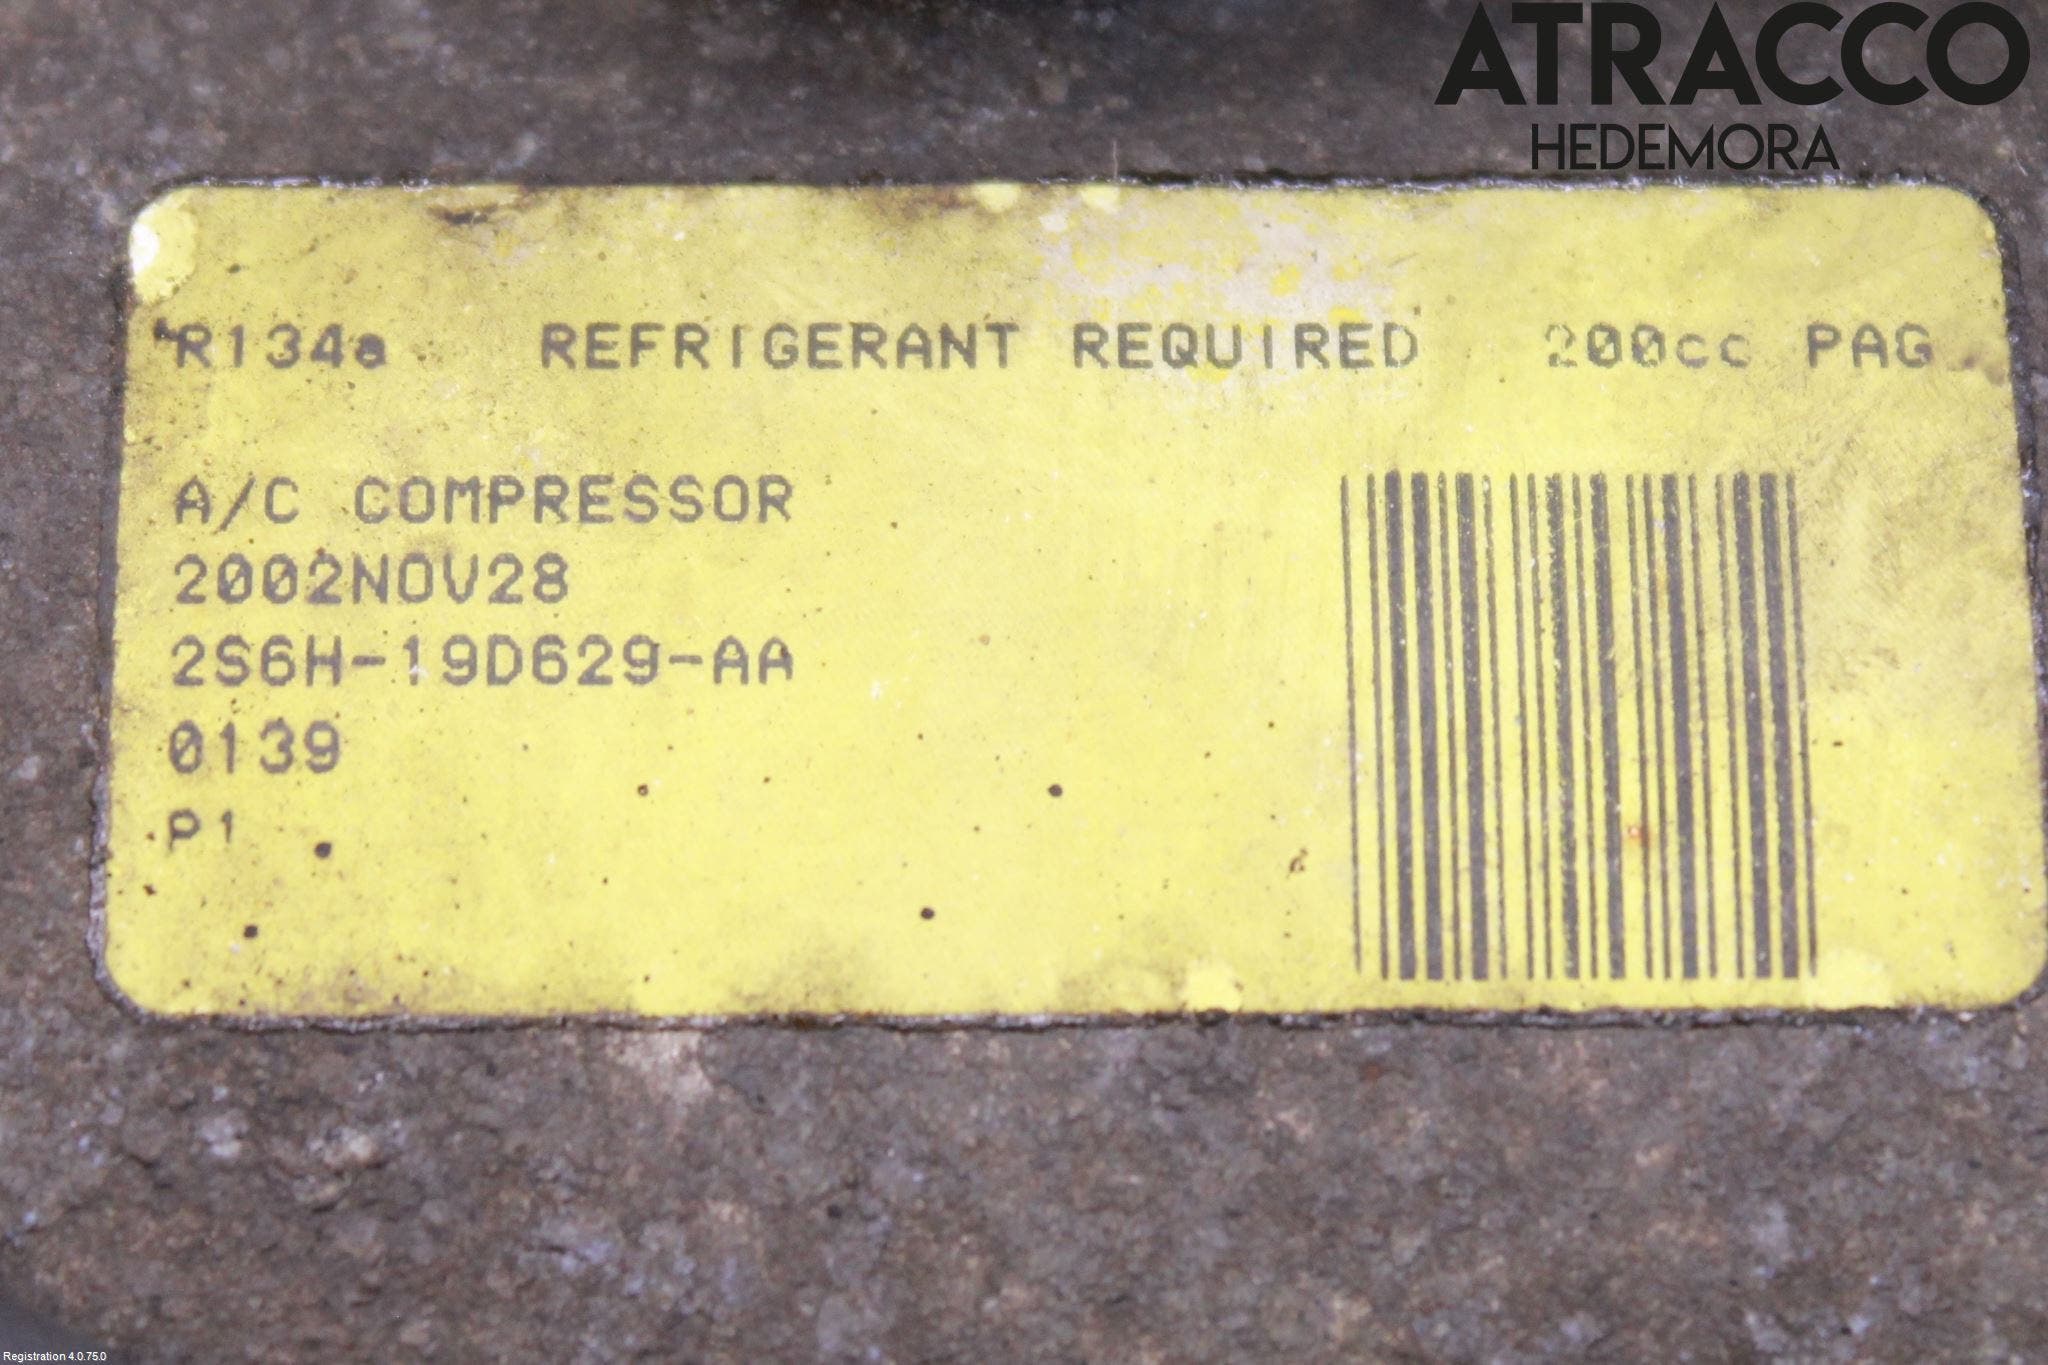 ATRACCO
HEDEMORA
R134a REFRIGERANT REQUIRED 200cc PAG
A/C COMPRESSOR
2002NOV28
2S6H-19D629-AA
0139
P1
Registration 4.0.75.0